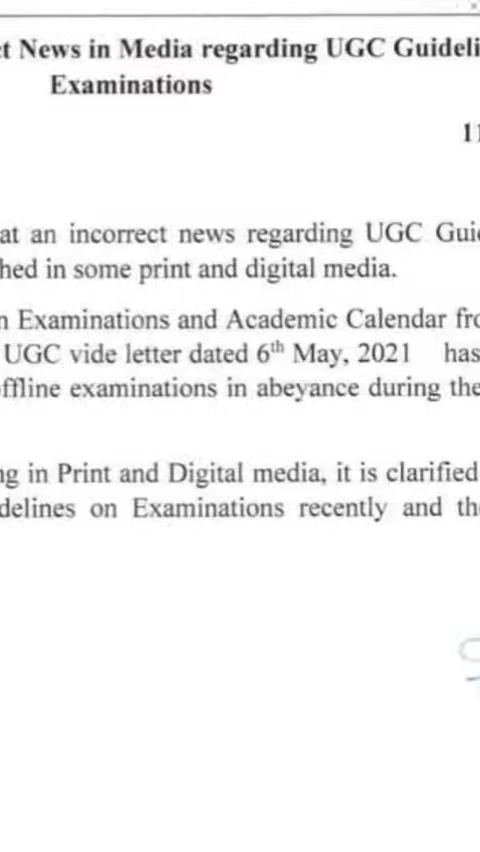 ct News in Media regarding UGC Guideli
Examinations
11
at an incorrect news regarding UGC Gui
hed in some print and digital media.
n Examinations and Academic Calendar fr
UGC vide letter dated 6th May, 2021 has
ffline examinations in abeyance during the
ng in Print and Digital media, it is clarified
delines on Examinations recently and th